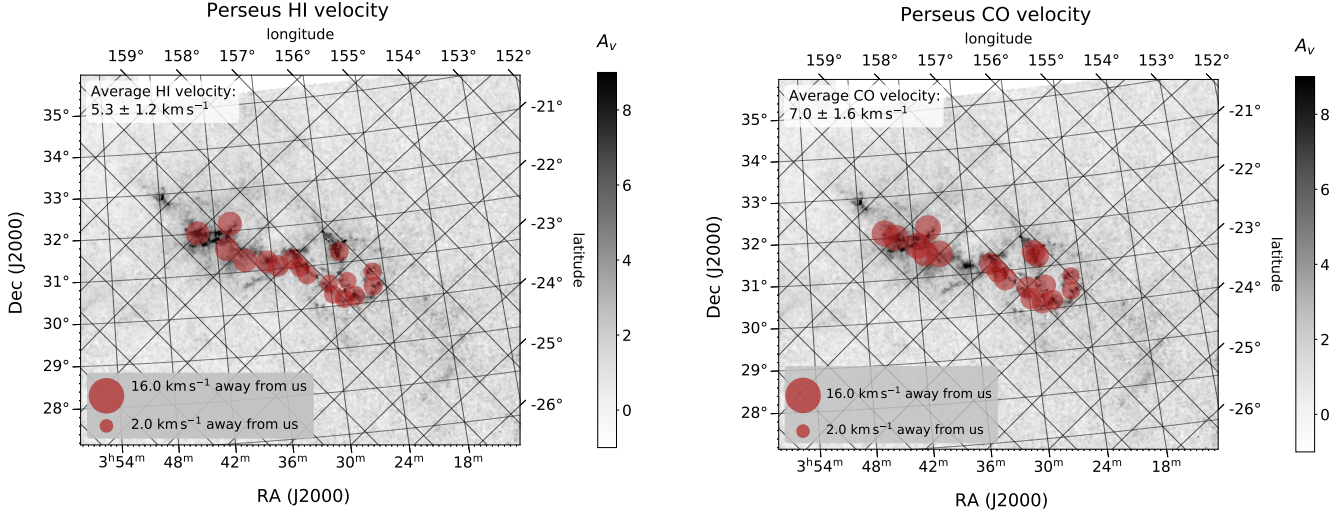 Perseus HI velocity
longitude
159° 158° 157° 156° 155° 154° 153° 152°
A_v
Average HI velocity:
5.3 ± 1.2 km s⁻¹
35°
34°
33°
32°
31°
30°
29°
28°
Dec (J2000)
-21°
-22°
-23°
-24°
-25°
-26°
latitude
8
6
4
2
0
16.0 km s⁻¹ away from us
2.0 km s⁻¹ away from us
3ʰ54ᵐ 48ᵐ 42ᵐ 36ᵐ 30ᵐ 24ᵐ 18ᵐ
RA (J2000)
Perseus CO velocity
longitude
159° 158° 157° 156° 155° 154° 153° 152°
A_v
Average CO velocity:
7.0 ± 1.6 km s⁻¹
35°
34°
33°
32°
31°
30°
29°
28°
Dec (J2000)
-21°
-22°
-23°
-24°
-25°
-26°
latitude
8
6
4
2
0
16.0 km s⁻¹ away from us
2.0 km s⁻¹ away from us
3ʰ54ᵐ 48ᵐ 42ᵐ 36ᵐ 30ᵐ 24ᵐ 18ᵐ
RA (J2000)